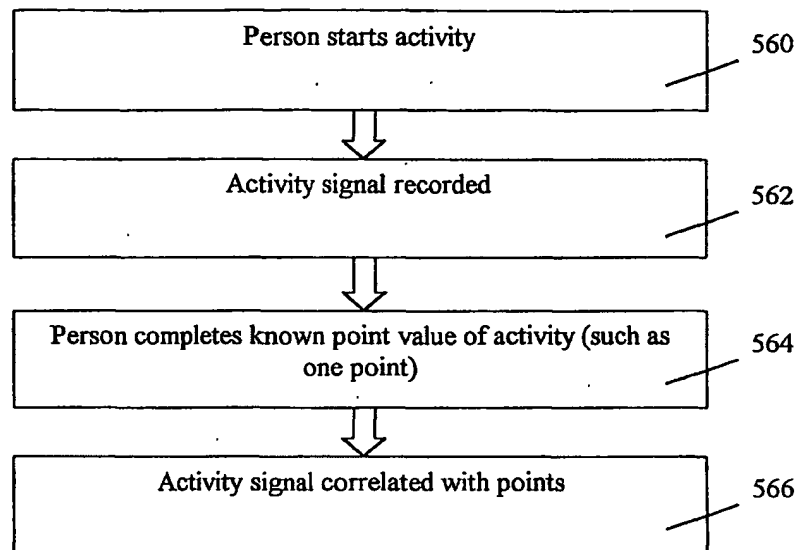 Person starts activity
560
Activity signal recorded
562
Person completes known point value of activity (such as
one point)
564
Activity signal correlated with points
566